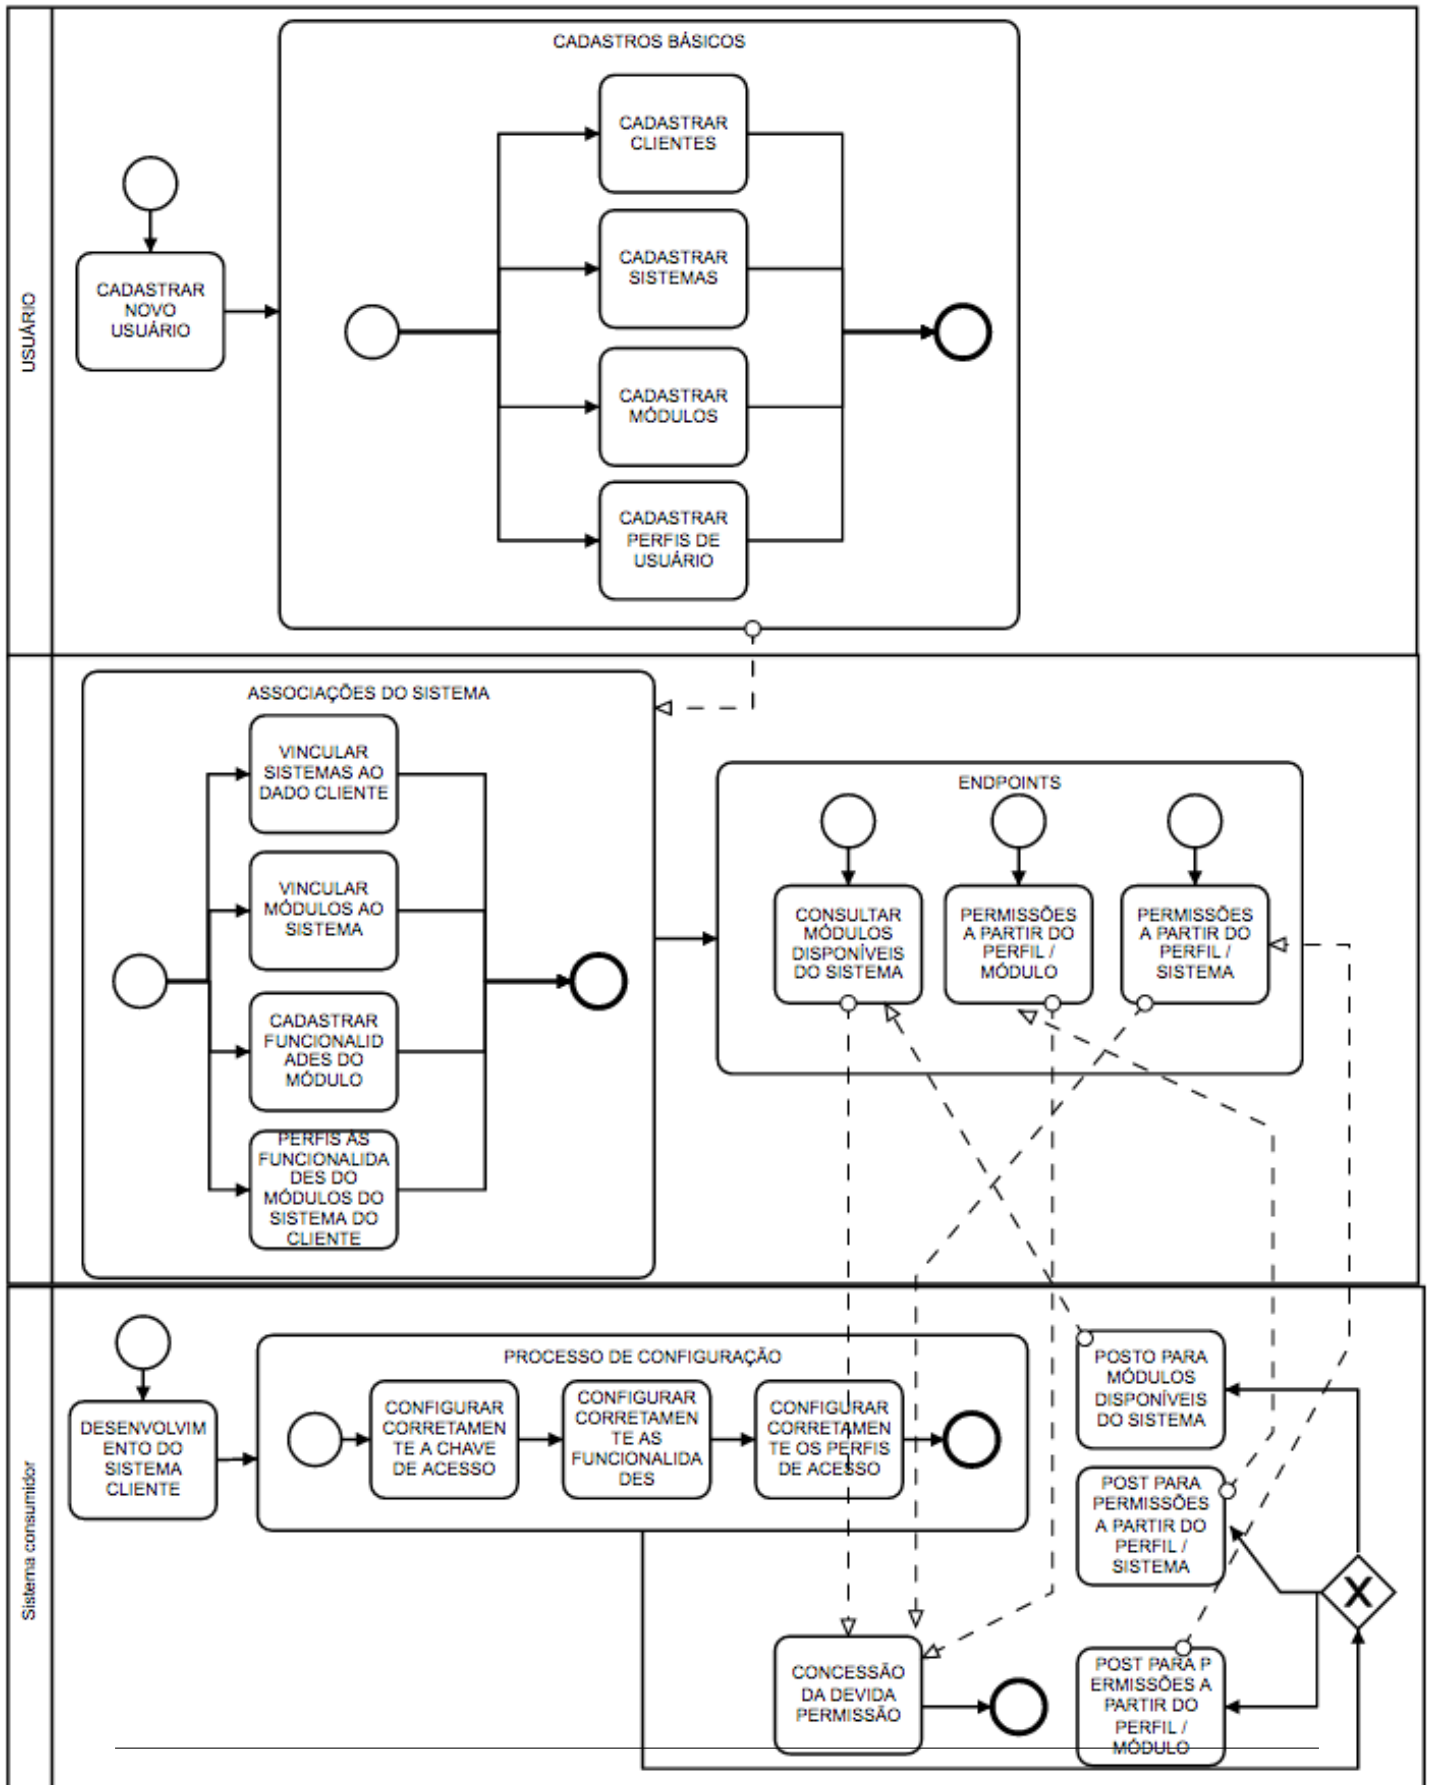 USUÁRIO
CADASTROS BÁSICOS
CADASTRAR
NOVO
USUÁRIO
CADASTRAR
CLIENTES
CADASTRAR
SISTEMAS
CADASTRAR
MÓDULOS
CADASTRAR
PERFIS DE
USUÁRIO
ASSOCIAÇÕES DO SISTEMA
VINCULAR
SISTEMAS AO
DADO CLIENTE
VINCULAR
MÓDULOS AO
SISTEMA
CADASTRAR
FUNCIONALID
ADES DO
MÓDULO
PERFIS ÀS
FUNCIONALIDA
DES DO
MÓDULOS DO
SISTEMA DO
CLIENTE
ENDPOINTS
CONSULTAR
MÓDULOS
DISPONÍVEIS
DO SISTEMA
PERMISSÕES
A PARTIR DO
PERFIL /
MÓDULO
PERMISSÕES
A PARTIR DO
PERFIL /
SISTEMA
Sistema consumidor
DESENVOLVIM
ENTO DO
SISTEMA
CLIENTE
PROCESSO DE CONFIGURAÇÃO
CONFIGURAR
CORRETAMEN
TE A CHAVE
DE ACESSO
CONFIGURAR
CORRETAMEN
TE AS
FUNCIONALIDA
DES
CONFIGURAR
CORRETAMEN
TE OS PERFIS
DE ACESSO
POSTO PARA
MÓDULOS
DISPONÍVEIS
DO SISTEMA
POST PARA
PERMISSÕES
A PARTIR DO
PERFIL /
SISTEMA
X
CONCESSÃO
DA DEVIDA
PERMISSÃO
POST PARA P
ERMISSÕES A
PARTIR DO
PERFIL /
MÓDULO